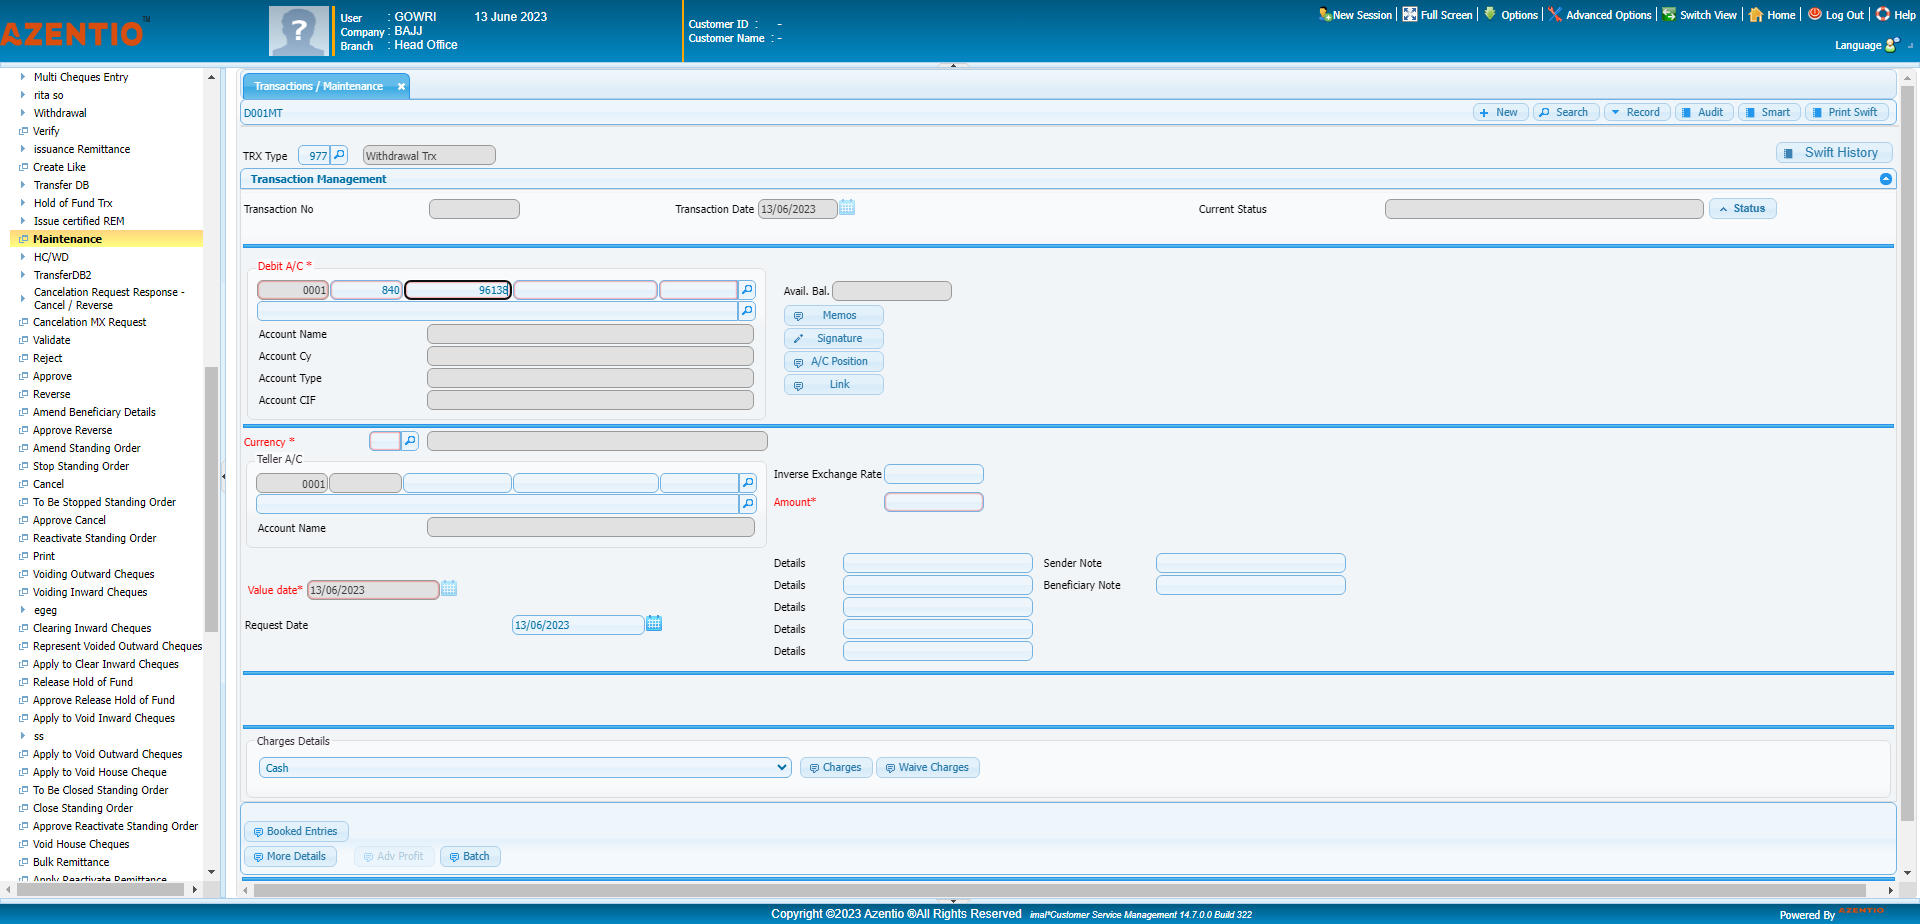 AZENTIO™
User : GOWRI 13 June 2023
Company : BAJJ
Branch : Head Office
Customer ID : -
Customer Name : -
New Session Full Screen Options Advanced Options Switch View Home Log Out Help
Language
Multi Cheques Entry
rita so
Withdrawal
Verify
issuance Remittance
Create Like
Transfer DB
Hold of Fund Trx
Issue certified REM
Maintenance
HC/WD
TransferDB2
Cancelation Request Response -
Cancel / Reverse
Cancelation MX Request
Validate
Reject
Approve
Reverse
Amend Beneficiary Details
Approve Reverse
Amend Standing Order
Stop Standing Order
Cancel
To Be Stopped Standing Order
Approve Cancel
Reactivate Standing Order
Print
Voiding Outward Cheques
Voiding Inward Cheques
egeg
Clearing Inward Cheques
Represent Voided Outward Cheques
Apply to Clear Inward Cheques
Release Hold of Fund
Approve Release Hold of Fund
Apply to Void Inward Cheques
ss
Apply to Void Outward Cheques
Apply to Void House Cheque
To Be Closed Standing Order
Close Standing Order
Approve Reactivate Standing Order
Void House Cheques
Bulk Remittance
Apply Reactivate Remittance
Transactions / Maintenance
D001MT
New Search Record Audit Smart Print Swift
TRX Type 977 Withdrawal Trx
Swift History
Transaction Management
Transaction No Transaction Date 13/06/2023 Current Status Status
Debit A/C *
0001 840 96138
Avail. Bal.
Memos
Account Name
Signature
Account Cy
A/C Position
Account Type
Link
Account CIF
Currency *
Teller A/C
0001
Inverse Exchange Rate
Amount*
Account Name
Details Sender Note
Details Beneficiary Note
Value date* 13/06/2023
Details
Request Date 13/06/2023
Details
Details
Charges Details
Cash Charges Waive Charges
Booked Entries
More Details Adv Profit Batch
Copyright ©2023 Azentio ®All Rights Reserved imal*Customer Service Management 14.7.0.0 Build 322
Powered By AZENTIO